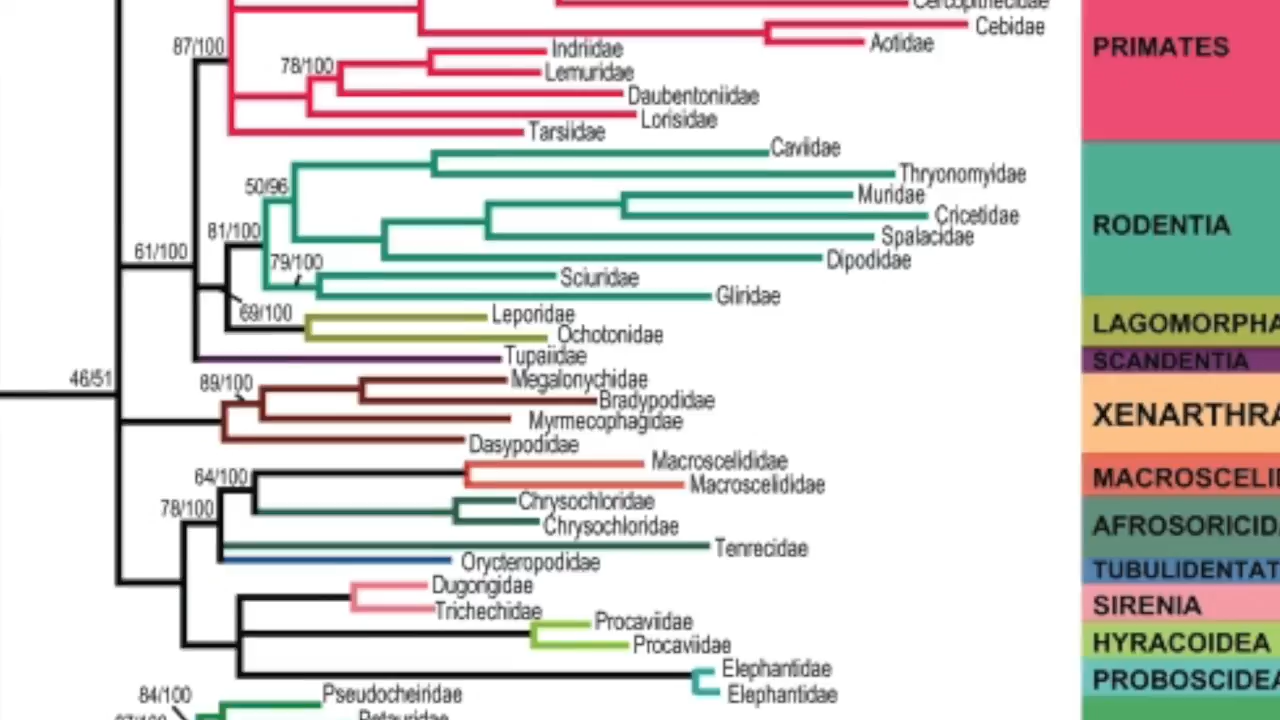 Cercopithecidae
Cebidae
87/100
Aotidae
PRIMATES
Indriidae
78/100
Lemuridae
Daubentoniidae
Lorisidae
Tarsiidae
Caviidae
Thryonomyidae
50/96
Muridae
Cricetidae
RODENTIA
81/100
Spalacidae
61/100
79/100
Dipodidae
Sciuridae
Gliridae
69/100
Leporidae
LAGOMORPHA
Ochotonidae
Tupaiidae
SCANDENTIA
46/51
89/100
Megalonychidae
Bradypodidae
XENARTHRA
Myrmecophagidae
Dasypodidae
Macroscelididae
64/100
Macroscelididae
MACROSCELI
Chrysochloridae
78/100
Chrysochloridae
AFROSORICID
Tenrecidae
Orycteropodidae
TUBULIDENTAT
Dugongidae
Trichechidae
SIRENIA
Procaviidae
Procaviidae
HYRACOIDEA
Elephantidae
PROBOSCIDEA
84/100
Pseudocheiridae
Elephantidae
Petauridae